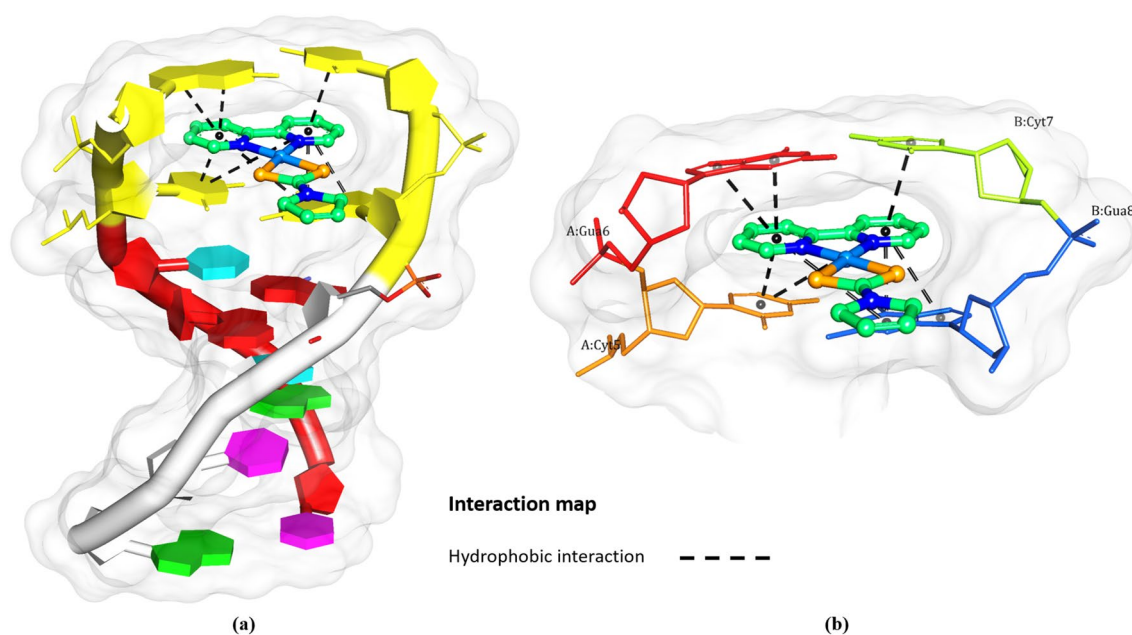 B:Cyt7
A:Gua6
B:Gua8
A:Cyt5
Interaction map
Hydrophobic interaction
(a)
(b)